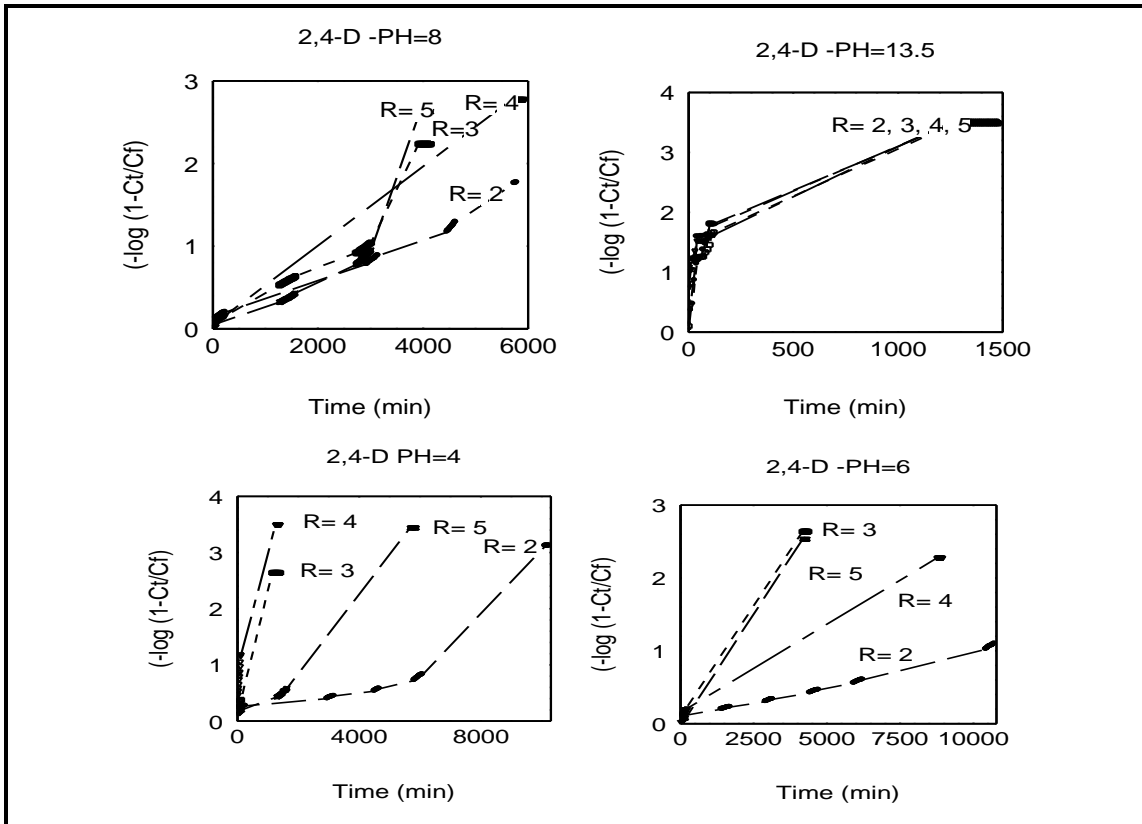 2,4-D -PH=8
3
2
1
0
0
2000
4000
6000
R= 5
R= 4
R=3
R= 2
(-log (1-Ct/Cf)
Time (min)
2,4-D -PH=13.5
4
3
2
1
0
0
500
1000
1500
R= 2, 3, 4, 5
(-log (1-Ct/Cf)
Time (min)
2,4-D PH=4
4
3
2
1
0
0
4000
8000
R= 4
R= 3
R= 5
R= 2
(-log (1-Ct/Cf)
Time (min)
2,4-D -PH=6
3
2
1
0
0
2500
5000
7500
10000
R= 3
R= 5
R= 4
R= 2
(-log (1-Ct/Cf)
Time (min)